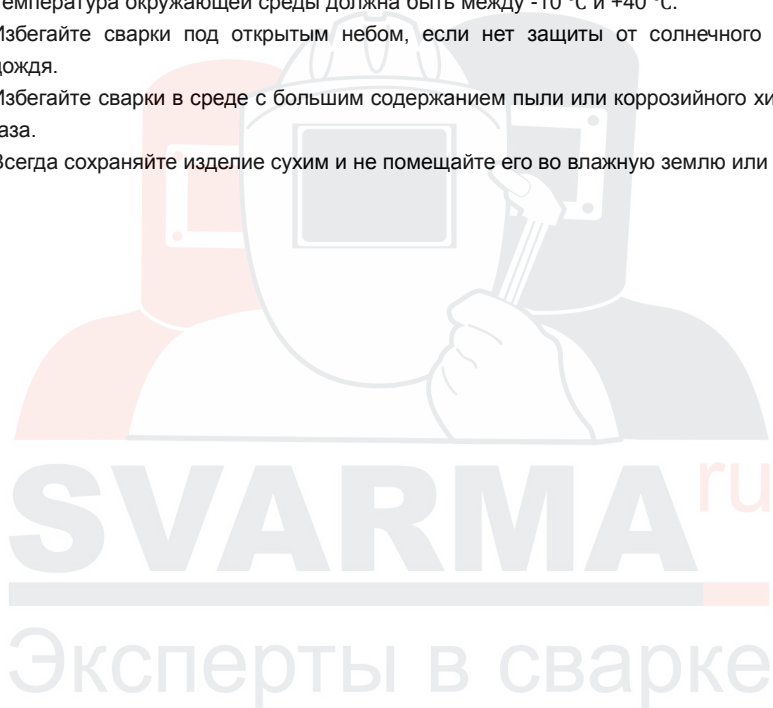 Температура окружающей среды должна быть между -10 °C и +40 °C.
Избегайте сварки под открытым небом, если нет защиты от солнечного
дождя.
Избегайте сварки в среде с большим содержанием пыли или коррозийного
газа.
Всегда сохраняйте изделие сухим и не помещайте его во влажную землю или
SVARMA ru
Эксперты в сварке